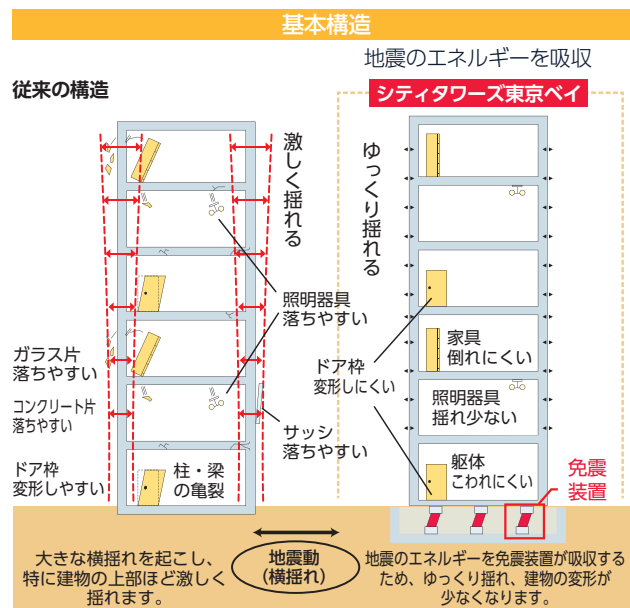 基本構造
地震のエネルギーを吸収
従来の構造
シティタワーズ東京ベイ
激しく揺れる
ゆっくり揺れる
照明器具
落ちやすい
ガラス片
落ちやすい
コンクリート片
落ちやすい
サッシ
落ちやすい
ドア枠
変形しやすい
柱・梁
の亀裂
ドア枠
変形しにくい
家具
倒れにくい
照明器具
揺れ少ない
躯体
こわれにくい
免震
装置
大きな横揺れを起こし、
特に建物の上部ほど激しく
揺れます。
地震動
(横揺れ)
地震のエネルギーを免震装置が吸収する
ため、ゆっくり揺れ、建物の変形が
少なくなります。